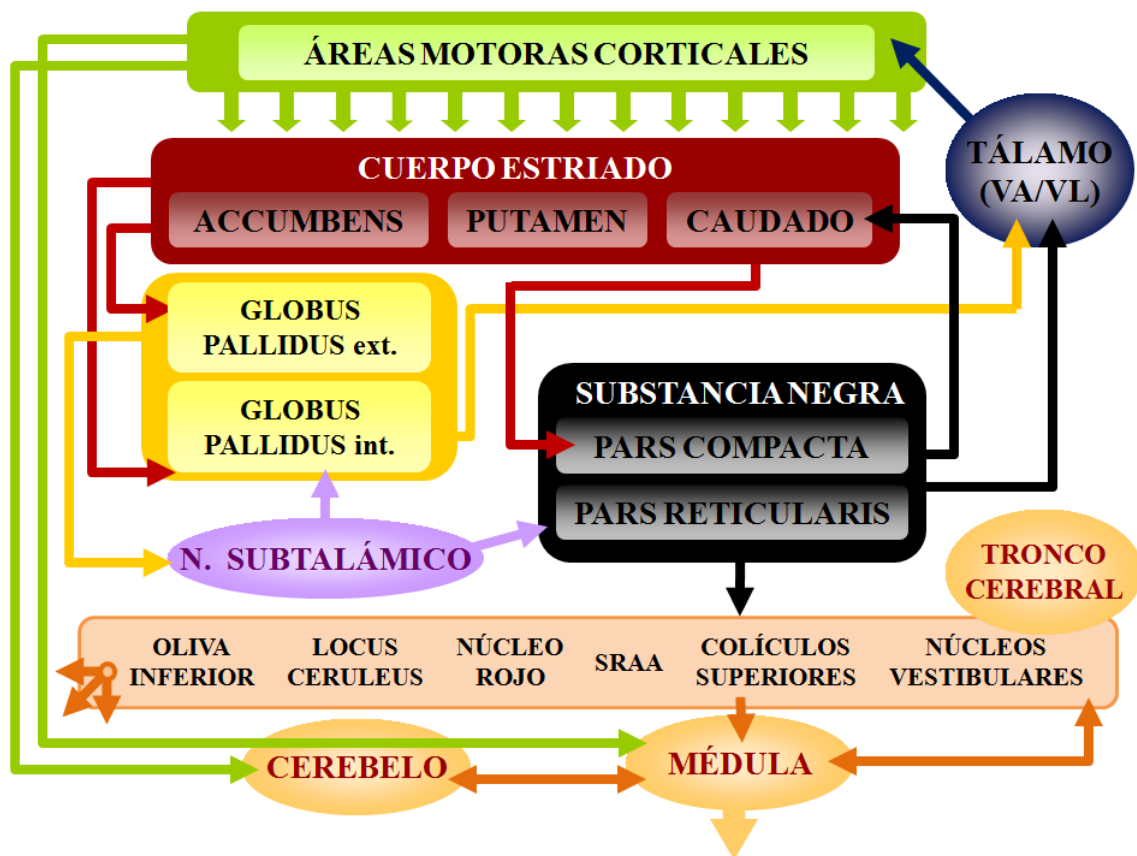 ÁREAS MOTORAS CORTICALES
TÁLAMO
(VA/VL)
CUERPO ESTRIADO
ACCUMBENS
PUTAMEN
CAUDADO
GLOBUS
PALLIDUS ext.
GLOBUS
PALLIDUS int.
SUBSTANCIA NEGRA
PARS COMPACTA
PARS RETICULARIS
N. SUBTALÁMICO
TRONCO
CEREBRAL
OLIVA
INFERIOR
LOCUS
CERULEUS
NÚCLEO
ROJO
SRAA
COLÍCULOS
SUPERIORES
NÚCLEOS
VESTIBULARES
CEREBELO
MÉDULA